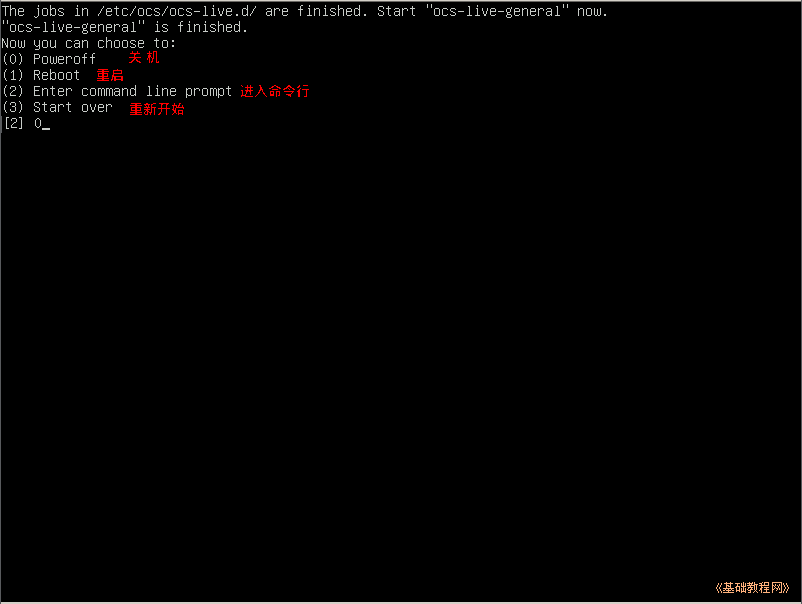 The jobs in /etc/ocs/ocs-live.d/ are finished. Start "ocs-live-general" now.
"ocs-live-general" is finished.
Now you can choose to:
(0) Poweroff 关 机
(1) Reboot 重启
(2) Enter command line prompt 进入命令行
(3) Start over 重新开始
[2] 0_
《基础教程网》